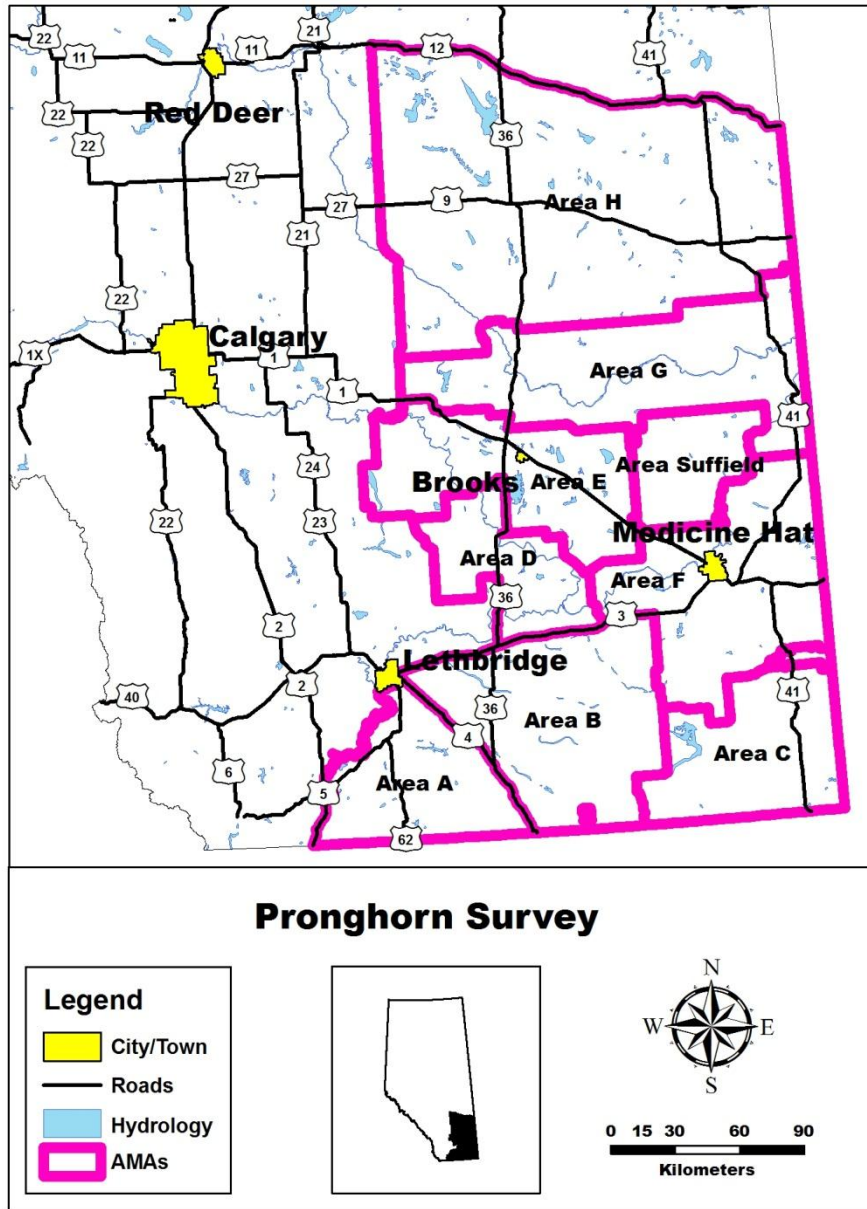 22
11
11
21
12
41
Red Deer
22
22
36
27
27
9
Area H
21
22
Calgary
1X
1
1
Area G
41
24
Area Suffield
Brooks
Area E
22
23
Medicine Hat
Area D
Area F
36
3
2
Lethbridge
2
40
36
41
Area B
4
Area C
6
5
Area A
62
Pronghorn Survey
Legend
City/Town
Roads
Hydrology
AMAs
N
W
E
S
0 15 30 60 90
Kilometers